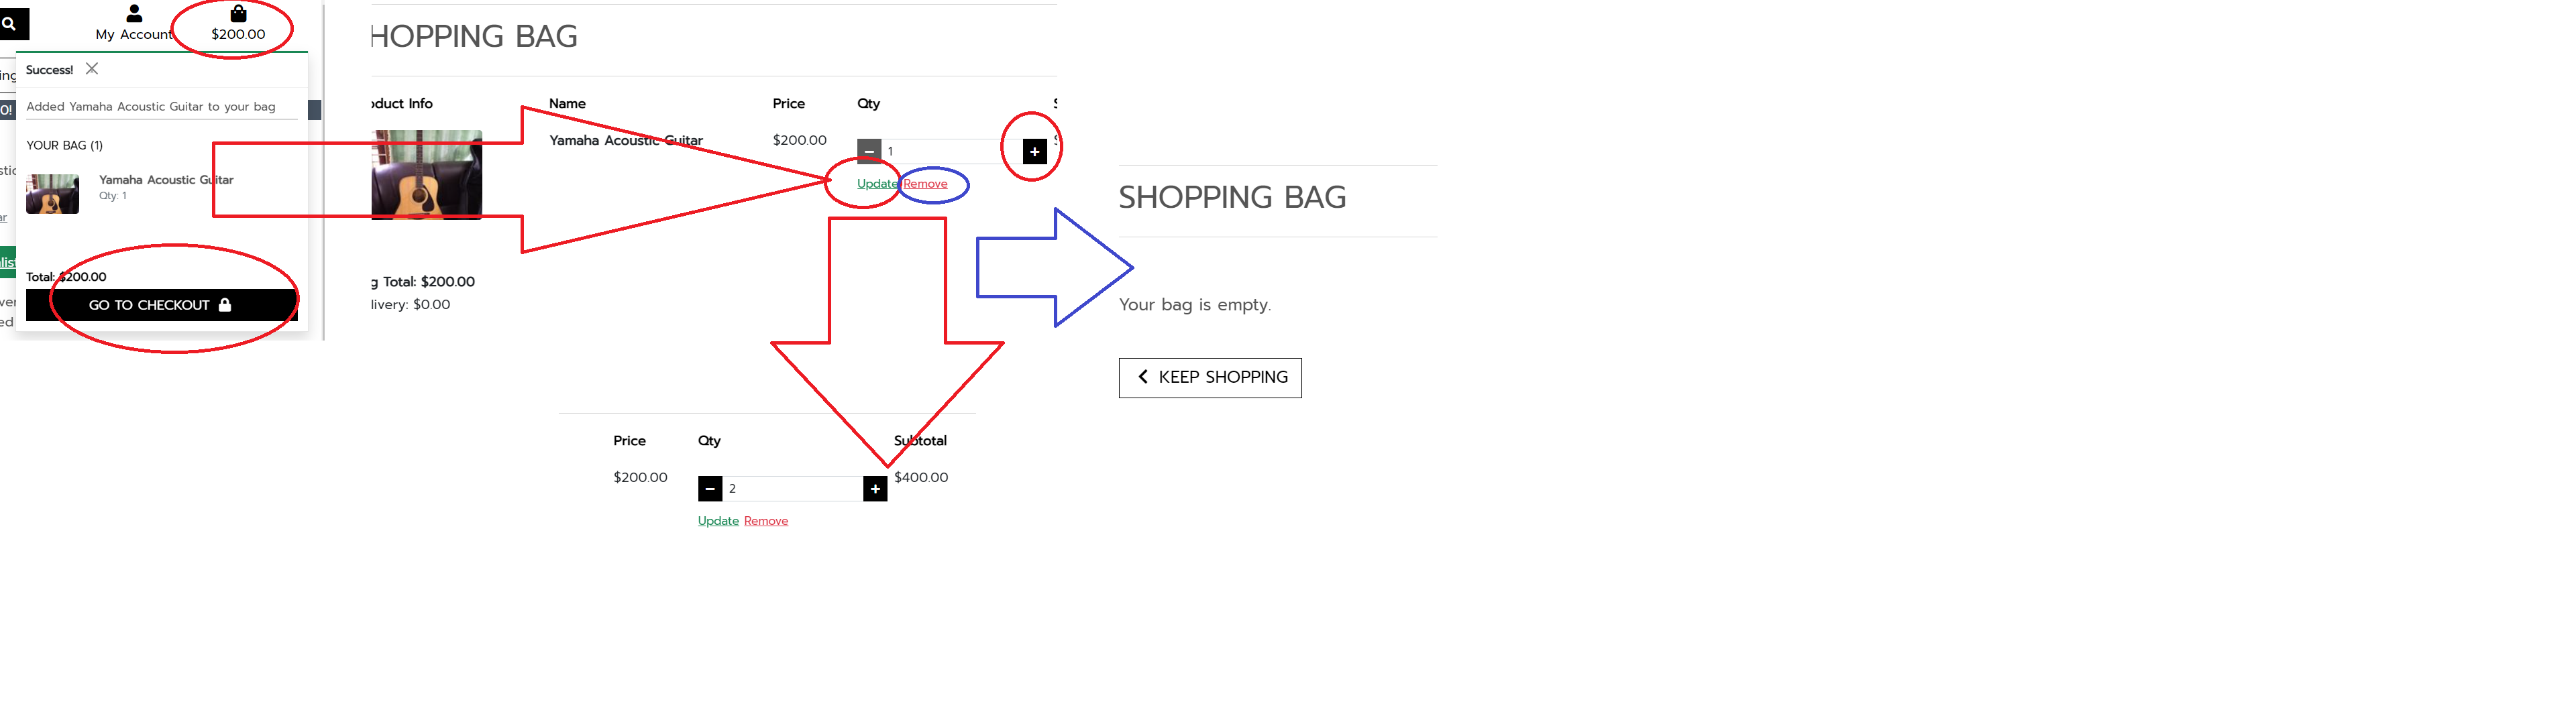 My Account
$200.00
Success!
ing
Added Yamaha Acoustic Guitar to your bag
O!
YOUR BAG (1)
stic
Yamaha Acoustic Guitar
Qty: 1
ar
list
Total: $200.00
ver
GO TO CHECKOUT
ed
HOPPING BAG
oduct Info
Name
Price
Qty
S
Yamaha Acoustic Guitar
$200.00
1
$
Update
Remove
g Total: $200.00
livery: $0.00
Price
Qty
Subtotal
$200.00
2
$400.00
Update Remove
SHOPPING BAG
Your bag is empty.
KEEP SHOPPING